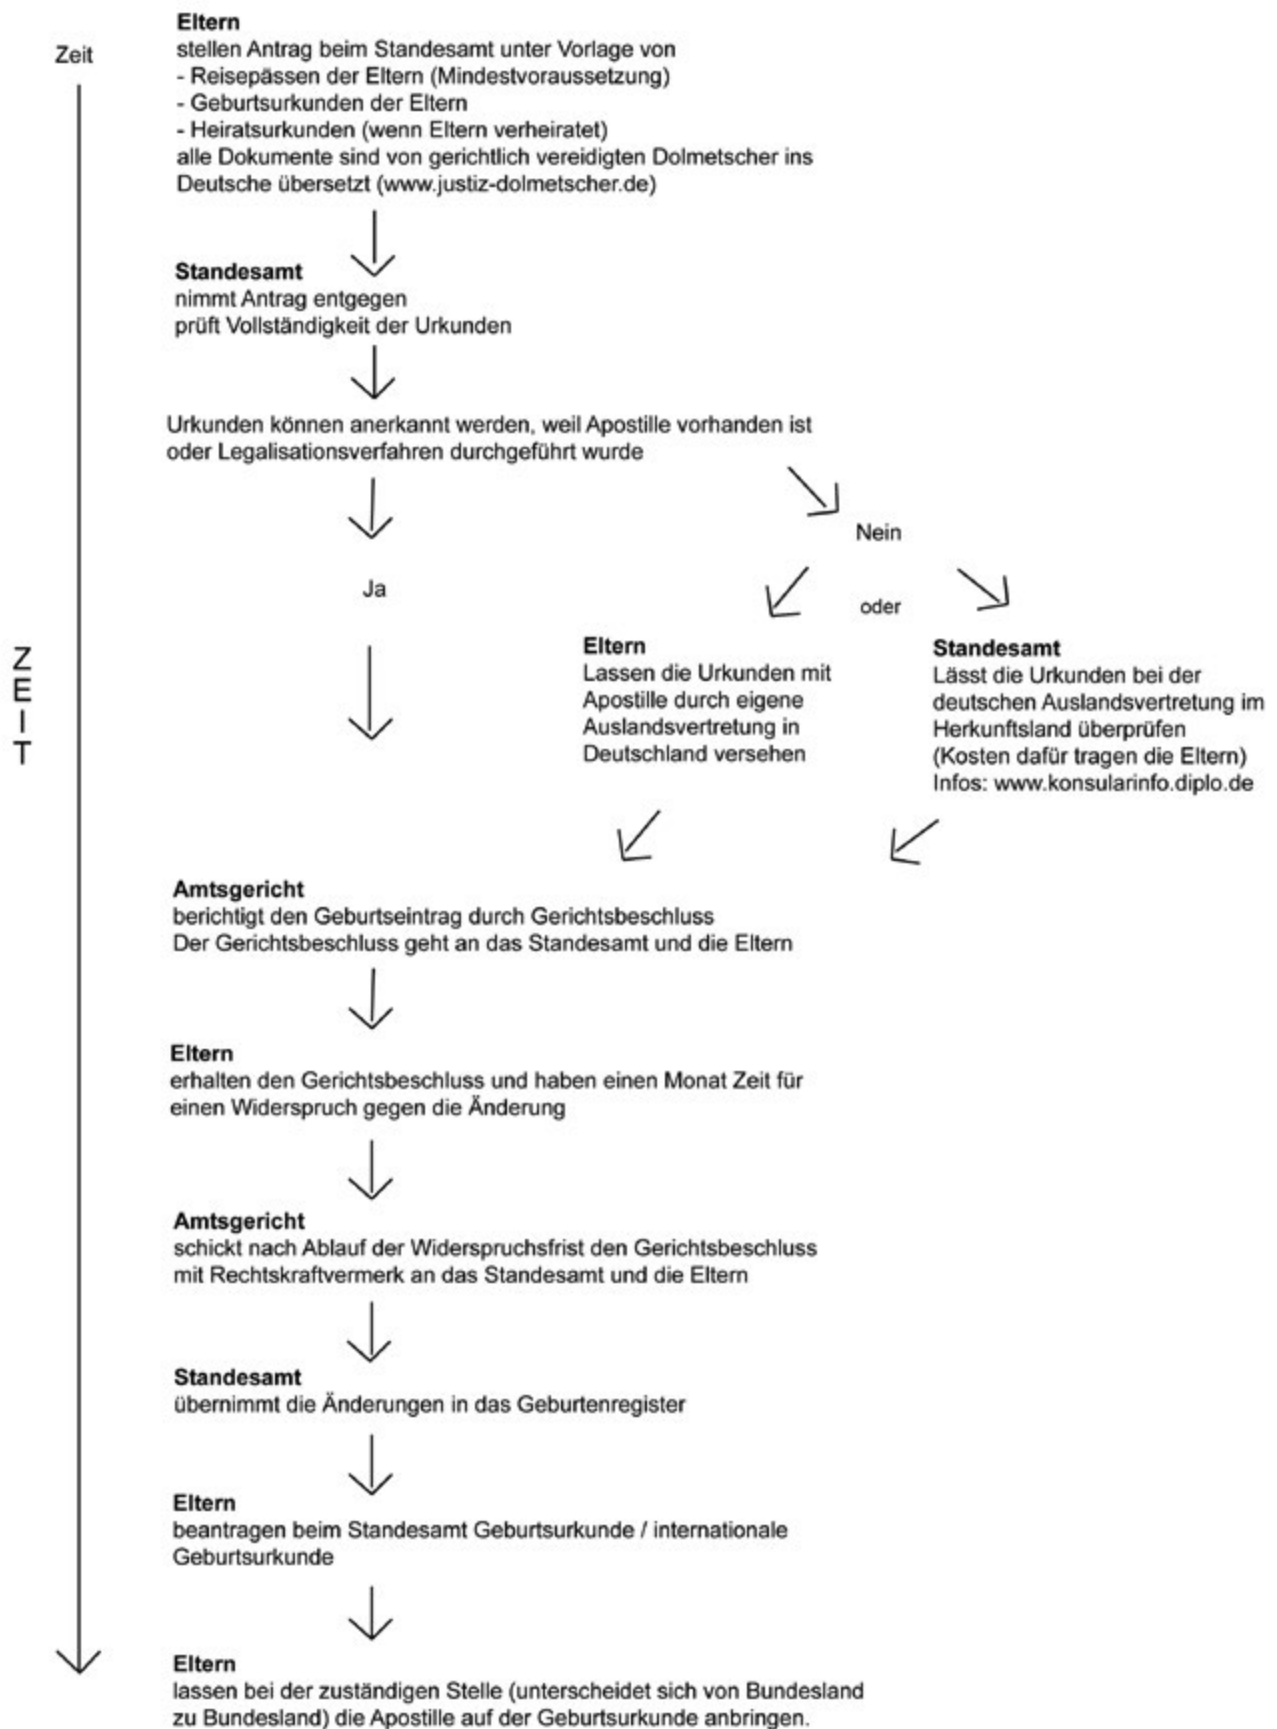 Zeit
ZEIT
Eltern
stellen Antrag beim Standesamt unter Vorlage von
- Reisepässen der Eltern (Mindestvoraussetzung)
- Geburtsurkunden der Eltern
- Heiratsurkunden (wenn Eltern verheiratet)
alle Dokumente sind von gerichtlich vereidigten Dolmetscher ins
Deutsche übersetzt (www.justiz-dolmetscher.de)
Standesamt
nimmt Antrag entgegen
prüft Vollständigkeit der Urkunden
Urkunden können anerkannt werden, weil Apostille vorhanden ist
oder Legalisationsverfahren durchgeführt wurde
Nein
Ja
oder
Eltern
Lassen die Urkunden mit
Apostille durch eigene
Auslandsvertretung in
Deutschland versehen
Standesamt
Lässt die Urkunden bei der
deutschen Auslandsvertretung im
Herkunftsland überprüfen
(Kosten dafür tragen die Eltern)
Infos: www.konsularinfo.diplo.de
Amtsgericht
berichtigt den Geburtseintrag durch Gerichtsbeschluss
Der Gerichtsbeschluss geht an das Standesamt und die Eltern
Eltern
erhalten den Gerichtsbeschluss und haben einen Monat Zeit für
einen Widerspruch gegen die Änderung
Amtsgericht
schickt nach Ablauf der Widerspruchsfrist den Gerichtsbeschluss
mit Rechtskraftvermerk an das Standesamt und die Eltern
Standesamt
übernimmt die Änderungen in das Geburtenregister
Eltern
beantragen beim Standesamt Geburtsurkunde / internationale
Geburtsurkunde
Eltern
lassen bei der zuständigen Stelle (unterscheidet sich von Bundesland
zu Bundesland) die Apostille auf der Geburtsurkunde anbringen.